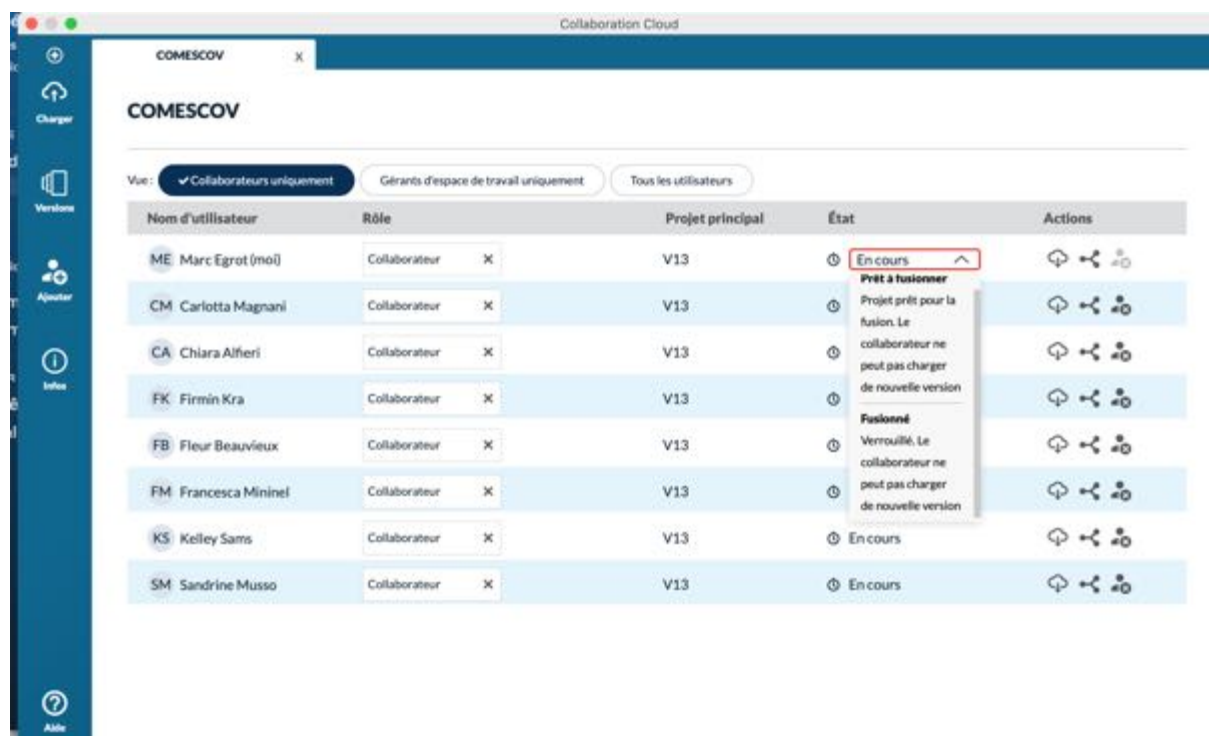 Collaboration Cloud
COMESCOV X
Charger
Versions
Ajouter
Infos
Aide
COMESCOV
Vue : Collaborateurs uniquement Gérants d'espace de travail uniquement Tous les utilisateurs
Nom d'utilisateur Rôle Projet principal État Actions
ME Marc Egrot (moi) Collaborateur V13 En cours
CM Carlotta Magnani Collaborateur V13
CA Chiara Alfieri Collaborateur V13
FK Firmin Kra Collaborateur V13
FB Fleur Beauvieux Collaborateur V13
FM Francesca Mininel Collaborateur V13
KS Kelley Sams Collaborateur V13 En cours
SM Sandrine Musso Collaborateur V13 En cours
Prêt à fusionner
Projet prêt pour la
fusion. Le
collaborateur ne
peut pas charger
de nouvelle version
Fusionné
Verrouillé. Le
collaborateur ne
peut pas charger
de nouvelle version